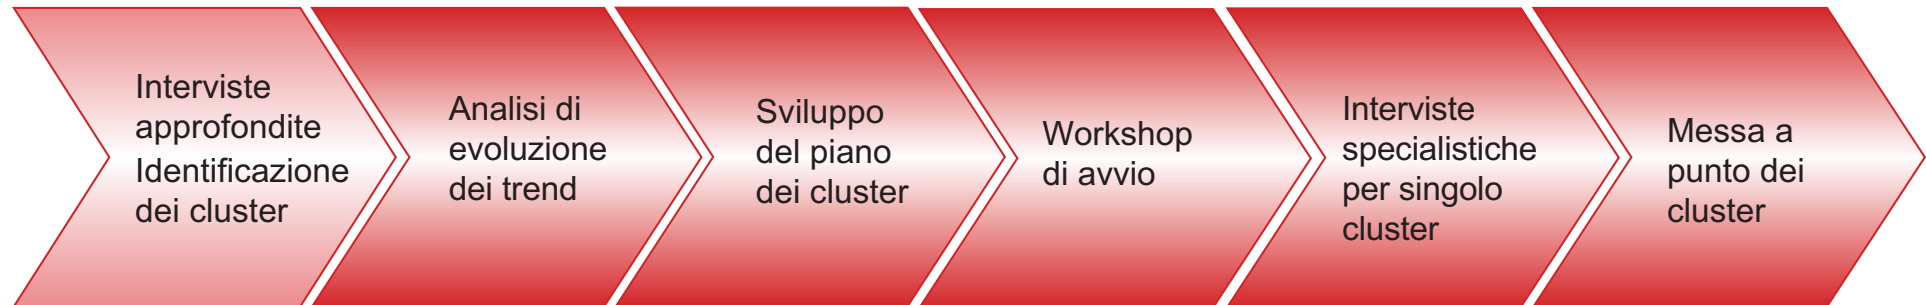 Interviste
approfondite
Identificazione
dei cluster
Analisi di
evoluzione
dei trend
Sviluppo
del piano
dei cluster
Workshop
di avvio
Interviste
specialistiche
per singolo
cluster
Messa a
punto dei
cluster